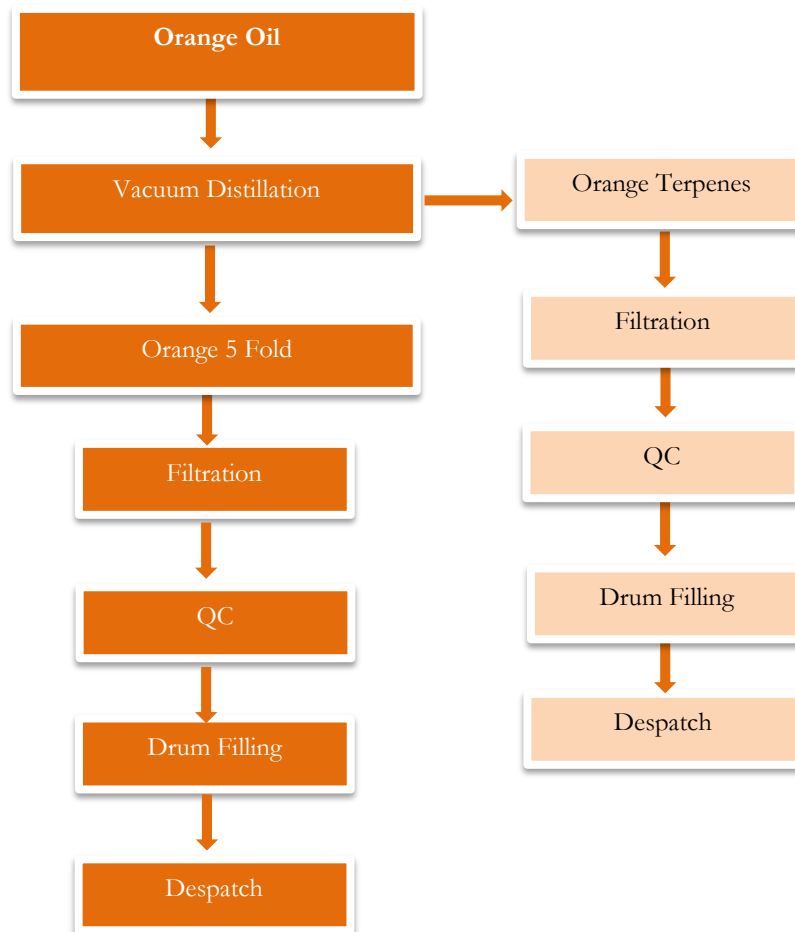 Orange Oil
Vacuum Distillation
Orange 5 Fold
Filtration
QC
Drum Filling
Despatch
Orange Terpenes
Filtration
QC
Drum Filling
Despatch